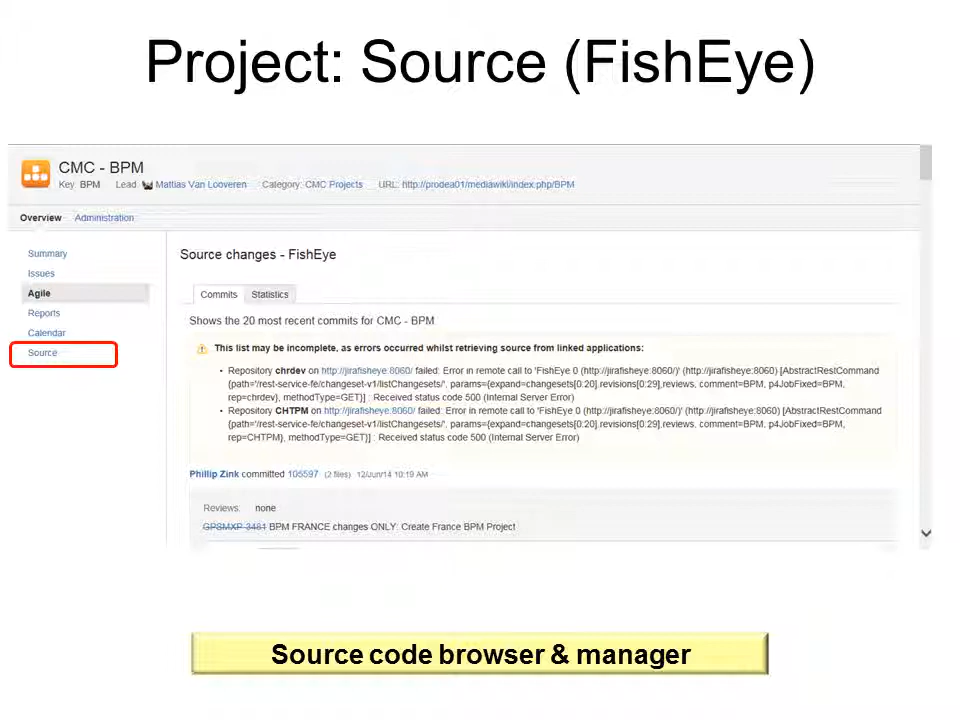 Project: Source (FishEye)
CMC - BPM
Key: BPM Lead: Mattias Van Looveren Category: CMC Projects URL: http://prodea01/mediawiki/index.php/BPM
Overview Administration
Summary
Issues
Agile
Reports
Calendar
Source
Source changes - FishEye
Commits Statistics
Shows the 20 most recent commits for CMC - BPM
This list may be incomplete, as errors occurred whilst retrieving source from linked applications:
• Repository chrdev on http://jirafisheye:8060/ failed: Error in remote call to 'FishEye 0 (http://jirafisheye:8060/)' (http://jirafisheye:8060) [AbstractRestCommand
{path='/rest-service-fe/changeset-v1/listChangesets/', params={expand=changesets[0:20].revisions[0:29],reviews, comment=BPM, p4JobFixed=BPM,
rep=chrdev}, methodType=GET}] : Received status code 500 (Internal Server Error)
• Repository CHTPM on http://jirafisheye:8060/ failed: Error in remote call to 'FishEye 0 (http://jirafisheye:8060/)' (http://jirafisheye:8060) [AbstractRestCommand
{path='/rest-service-fe/changeset-v1/listChangesets/', params={expand=changesets[0:20].revisions[0:29],reviews, comment=BPM, p4JobFixed=BPM,
rep=CHTPM}, methodType=GET}] : Received status code 500 (Internal Server Error)
Phillip Zink committed 105597 (2 files) 12/Jun/14 10:19 AM
Reviews: none
GPSMXP-3481 BPM FRANCE changes ONLY: Create France BPM Project
Source code browser & manager